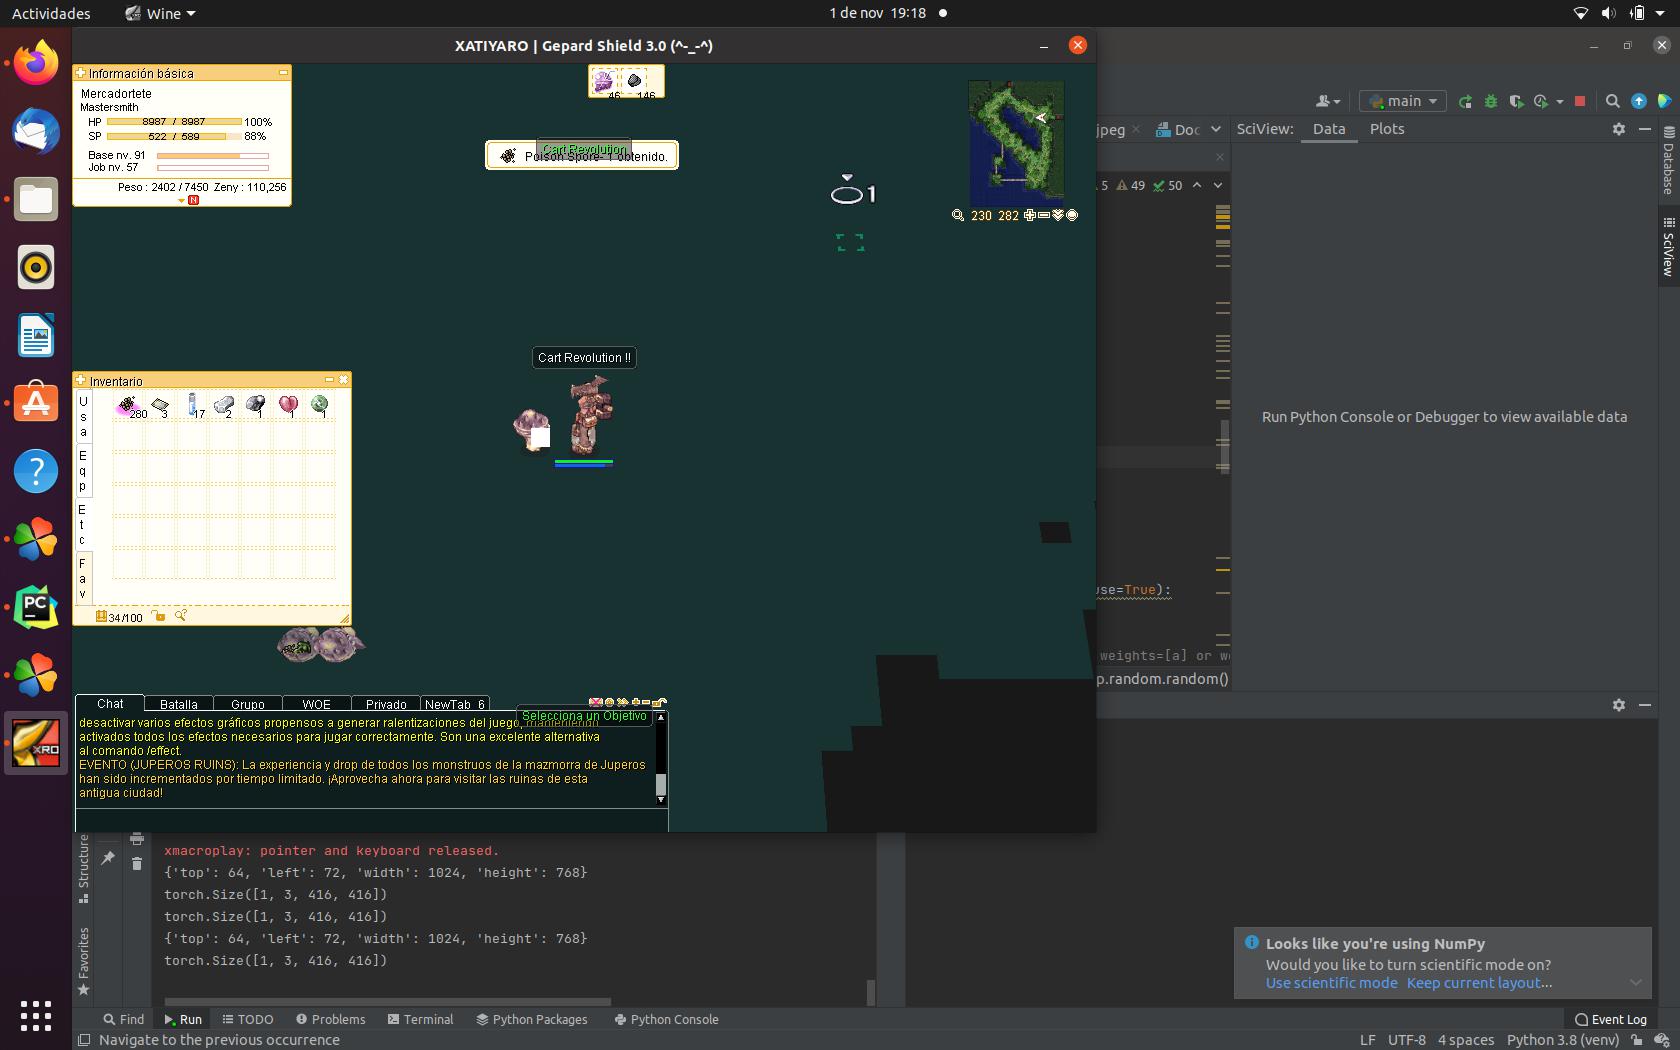 Actividades
Wine
1 de nov 19:18
XATIYARO | Gepard Shield 3.0 (^-_-^)
Información básica
Mercadortete
Mastersmith
HP 8987 / 8987 100%
SP 522 / 589 88%
Base nv. 91
Job nv. 57
Peso : 2402 / 7450 Zeny : 110,256
N
46 146
Cart Revolution
Poison Spore- 1 obtenido.
1
230 282
Cart Revolution !!
Inventario
Usa
Eqp
Etc
Fav
280 3 17 2 1 1 1
34/100
Chat Batalla Grupo WOE Privado NewTab_6
Selecciona un Objetivo
desactivar varios efectos gráficos propensos a generar ralentizaciones del juego, manteniendo
activados todos los efectos necesarios para jugar correctamente. Son una excelente alternativa
al comando /effect.
EVENTO (JUPEROS RUINS): La experiencia y drop de todos los monstruos de la mazmorra de Juperos
han sido incrementados por tiempo limitado. ¡Aprovecha ahora para visitar las ruinas de esta
antigua ciudad!
main
jpeg
Doc
SciView: Data Plots
5 49 50
Database
SciView
Run Python Console or Debugger to view available data
use=True):
weights=[a] or w
p.random.random()
PC
XRO
Structure
Favorites
xmacroplay: pointer and keyboard released.
{'top': 64, 'left': 72, 'width': 1024, 'height': 768}
torch.Size([1, 3, 416, 416])
torch.Size([1, 3, 416, 416])
{'top': 64, 'left': 72, 'width': 1024, 'height': 768}
torch.Size([1, 3, 416, 416])
Looks like you're using NumPy
Would you like to turn scientific mode on?
Use scientific mode Keep current layout...
Find Run TODO Problems Terminal Python Packages Python Console
Event Log
Navigate to the previous occurrence
LF UTF-8 4 spaces Python 3.8 (venv)